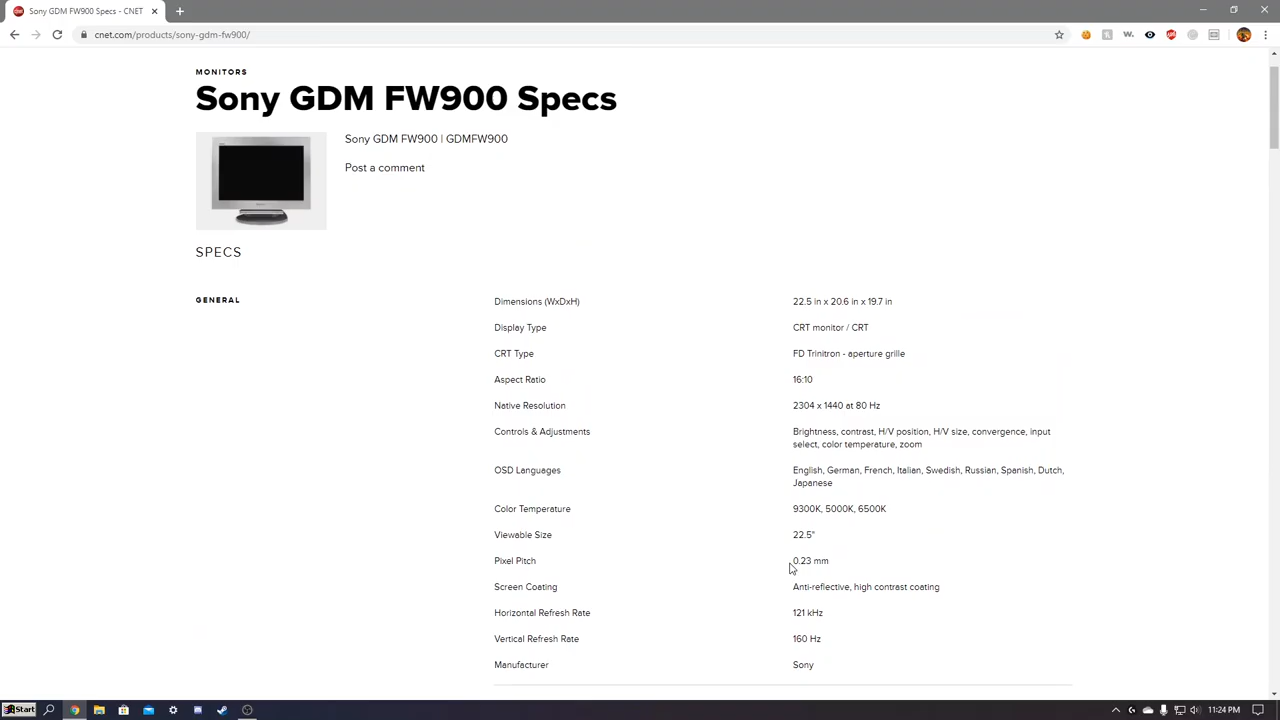 Sony GDM FW900 Specs - CNET
cnet.com/products/sony-gdm-fw900/
MONITORS
Sony GDM FW900 Specs
Sony GDM FW900 | GDMFW900
Post a comment
SPECS
GENERAL
Dimensions (WxDxH) 22.5 in x 20.6 in x 19.7 in
Display Type CRT monitor / CRT
CRT Type FD Trinitron - aperture grille
Aspect Ratio 16:10
Native Resolution 2304 x 1440 at 80 Hz
Controls & Adjustments Brightness, contrast, H/V position, H/V size, convergence, input
select, color temperature, zoom
OSD Languages English, German, French, Italian, Swedish, Russian, Spanish, Dutch,
Japanese
Color Temperature 9300K, 5000K, 6500K
Viewable Size 22.5"
Pixel Pitch 0.23 mm
Screen Coating Anti-reflective, high contrast coating
Horizontal Refresh Rate 121 kHz
Vertical Refresh Rate 160 Hz
Manufacturer Sony
Start
11:24 PM